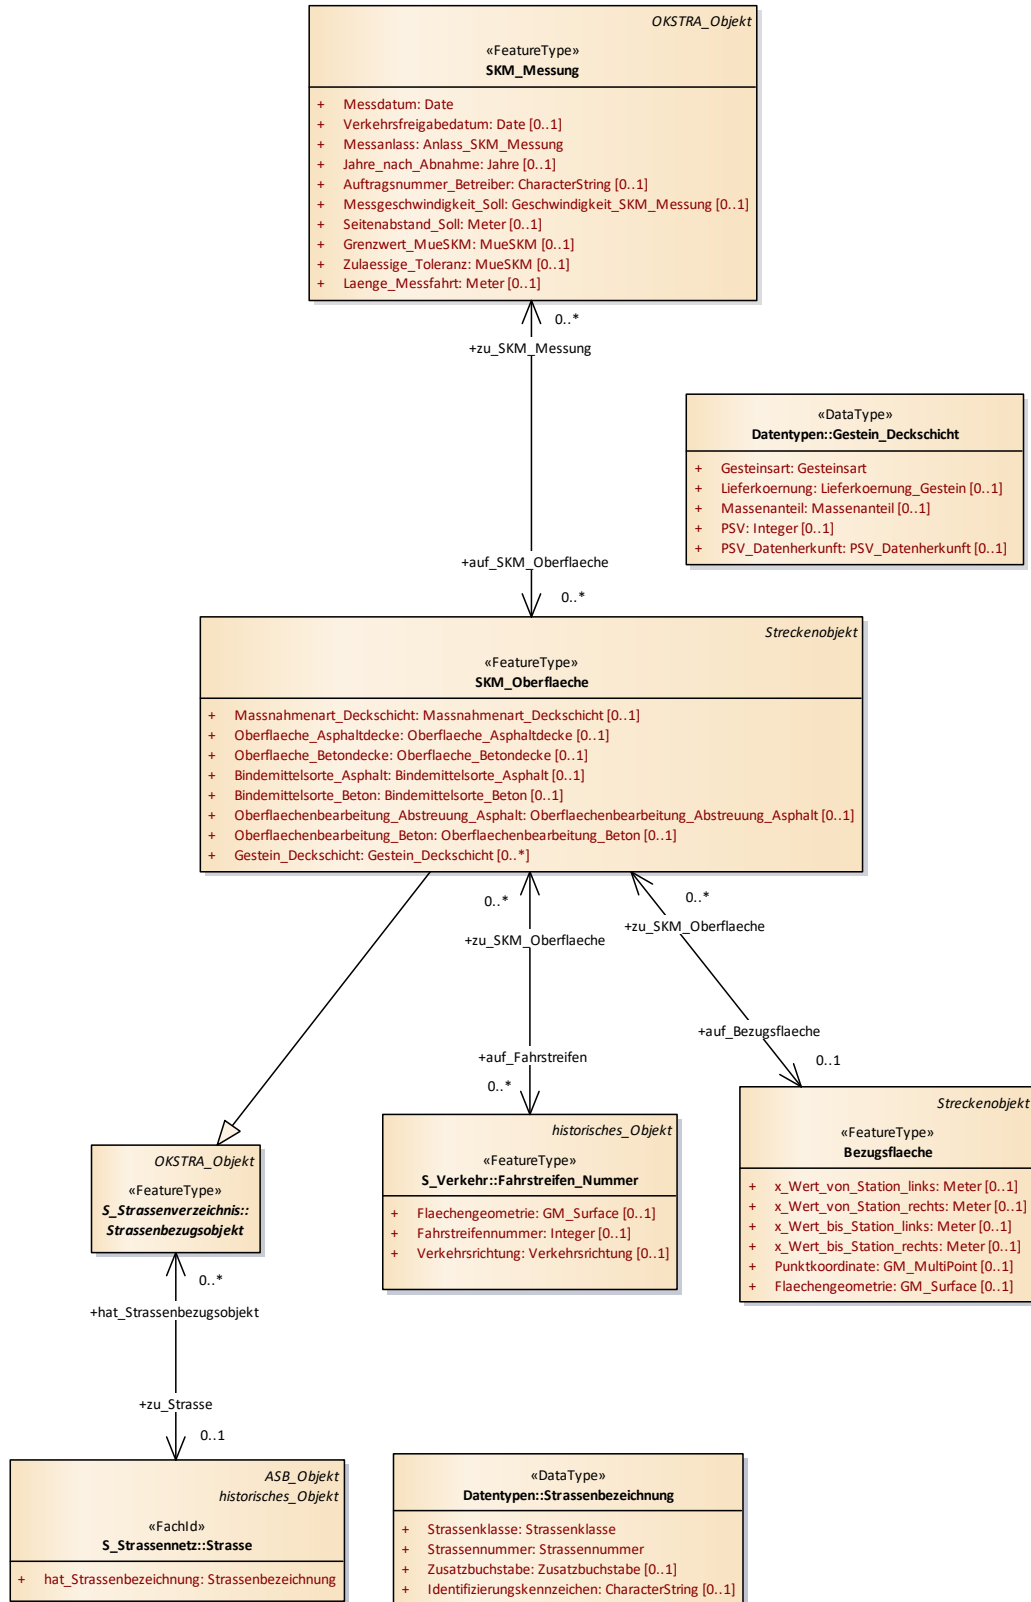 OKSTRA_Objekt
«FeatureType»
SKM_Messung
+ Messdatum: Date
+ Verkehrsfreigabedatum: Date [0..1]
+ Messanlass: Anlass_SKM_Messung
+ Jahre_nach_Abnahme: Jahre [0..1]
+ Auftragsnummer_Betreiber: CharacterString [0..1]
+ Messgeschwindigkeit_Soll: Geschwindigkeit_SKM_Messung [0..1]
+ Seitenabstand_Soll: Meter [0..1]
+ Grenzwert_MueSKM: MueSKM [0..1]
+ Zulaessige_Toleranz: MueSKM [0..1]
+ Laenge_Messfahrt: Meter [0..1]
0..*
+zu_SKM_Messung
«DataType»
Datentypen::Gestein_Deckschicht
+ Gesteinsart: Gesteinsart
+ Lieferkoernung: Lieferkoernung_Gestein [0..1]
+ Massenanteil: Massenanteil [0..1]
+ PSV: Integer [0..1]
+ PSV_Datenherkunft: PSV_Datenherkunft [0..1]
+auf_SKM_Oberflaeche
0..*
Streckenobjekt
«FeatureType»
SKM_Oberflaeche
+ Massnahmenart_Deckschicht: Massnahmenart_Deckschicht [0..1]
+ Oberflaeche_Asphaltdecke: Oberflaeche_Asphaltdecke [0..1]
+ Oberflaeche_Betondecke: Oberflaeche_Betondecke [0..1]
+ Bindemittelsorte_Asphalt: Bindemittelsorte_Asphalt [0..1]
+ Bindemittelsorte_Beton: Bindemittelsorte_Beton [0..1]
+ Oberflaechenbearbeitung_Abstreuung_Asphalt: Oberflaechenbearbeitung_Abstreuung_Asphalt [0..1]
+ Oberflaechenbearbeitung_Beton: Oberflaechenbearbeitung_Beton [0..1]
+ Gestein_Deckschicht: Gestein_Deckschicht [0..*]
0..*
+zu_SKM_Oberflaeche
0..*
+zu_SKM_Oberflaeche
+auf_Fahrstreifen
0..*
+auf_Bezugsflaeche
0..1
OKSTRA_Objekt
«FeatureType»
S_Strassenverzeichnis::
Strassenbezugsobjekt
historisches_Objekt
«FeatureType»
S_Verkehr::Fahrstreifen_Nummer
+ Flaechengeometrie: GM_Surface [0..1]
+ Fahrstreifennummer: Integer [0..1]
+ Verkehrsrichtung: Verkehrsrichtung [0..1]
Streckenobjekt
«FeatureType»
Bezugsflaeche
+ x_Wert_von_Station_links: Meter [0..1]
+ x_Wert_von_Station_rechts: Meter [0..1]
+ x_Wert_bis_Station_links: Meter [0..1]
+ x_Wert_bis_Station_rechts: Meter [0..1]
+ Punktkoordinate: GM_MultiPoint [0..1]
+ Flaechengeometrie: GM_Surface [0..1]
0..*
+hat_Strassenbezugsobjekt
+zu_Strasse
0..1
ASB_Objekt
historisches_Objekt
«FachId»
S_Strassennetz::Strasse
+ hat_Strassenbezeichnung: Strassenbezeichnung
«DataType»
Datentypen::Strassenbezeichnung
+ Strassenklasse: Strassenklasse
+ Strassennummer: Strassennummer
+ Zusatzbuchstabe: Zusatzbuchstabe [0..1]
+ Identifizierungskennzeichen: CharacterString [0..1]